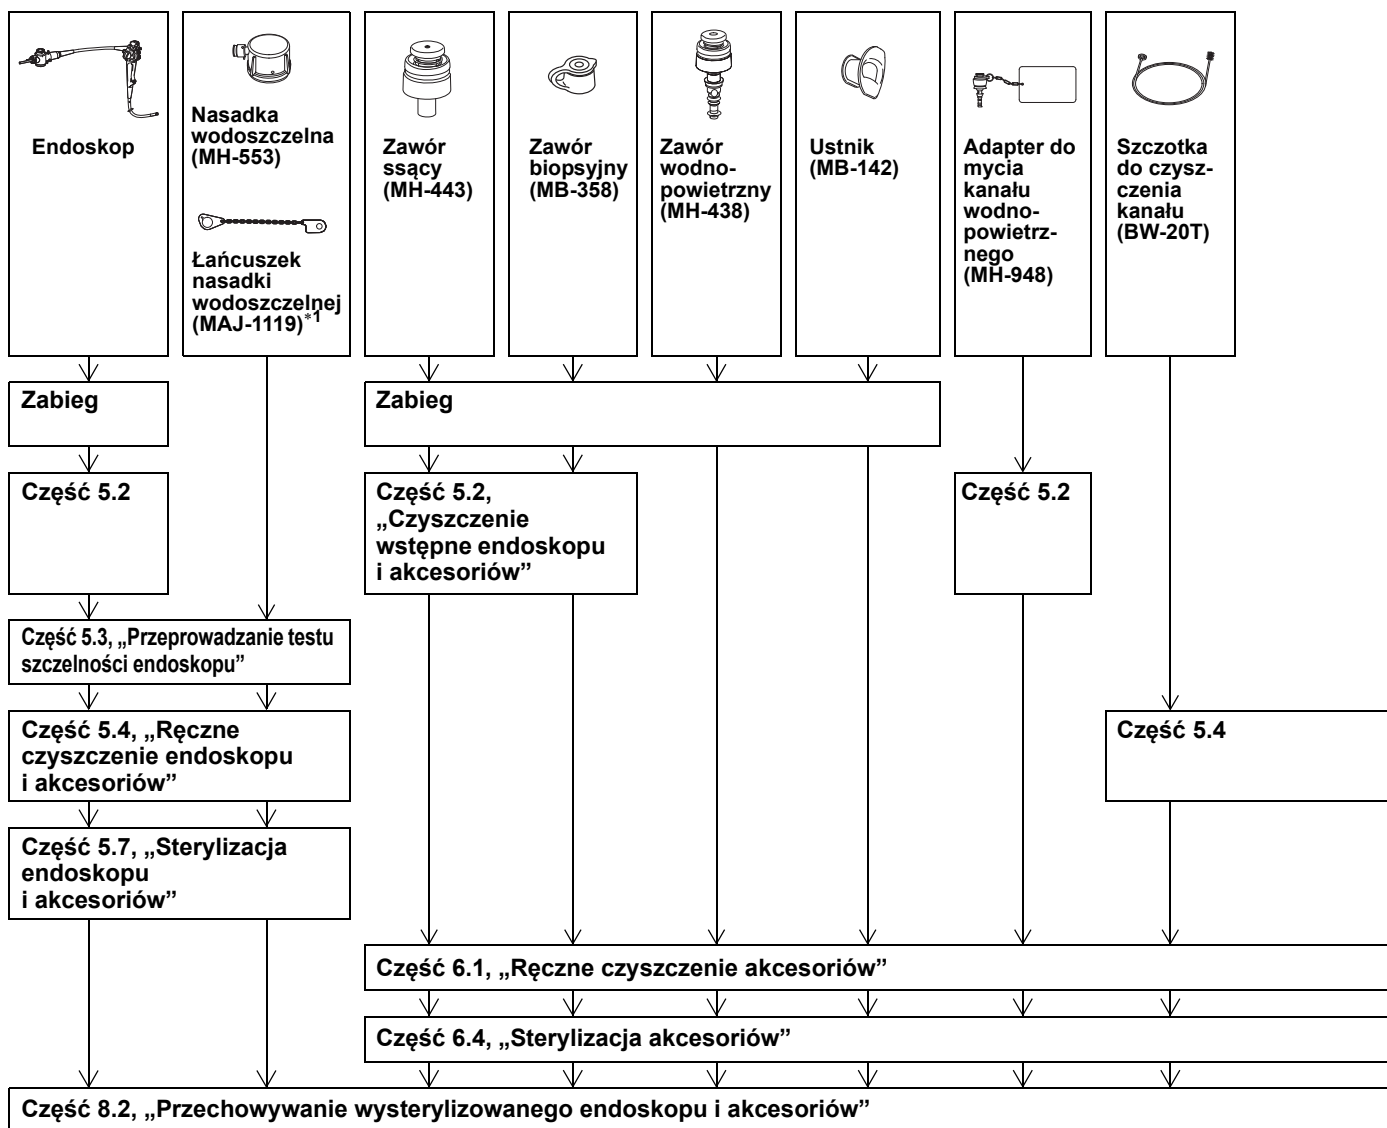 Endoskop
Nasadka
wodoszczelna
(MH-553)
Łańcuszek
nasadki
wodoszczelnej
(MAJ-1119)*1
Zawór
ssący
(MH-443)
Zawór
biopsyjny
(MB-358)
Zawór
wodno-
powietrzny
(MH-438)
Ustnik
(MB-142)
Adapter do
mycia
kanału
wodno-
powietrz-
nego
(MH-948)
Szczotka
do czysz-
czenia
kanału
(BW-20T)
Zabieg
Zabieg
Część 5.2
Część 5.2,
„Czyszczenie
wstępne endoskopu
i akcesoriów”
Część 5.2
Część 5.3, „Przeprowadzanie testu
szczelności endoskopu”
Część 5.4, „Ręczne
czyszczenie endoskopu
i akcesoriów”
Część 5.4
Część 5.7, „Sterylizacja
endoskopu
i akcesoriów”
Część 6.1, „Ręczne czyszczenie akcesoriów”
Część 6.4, „Sterylizacja akcesoriów”
Część 8.2, „Przechowywanie wysterylizowanego endoskopu i akcesoriów”